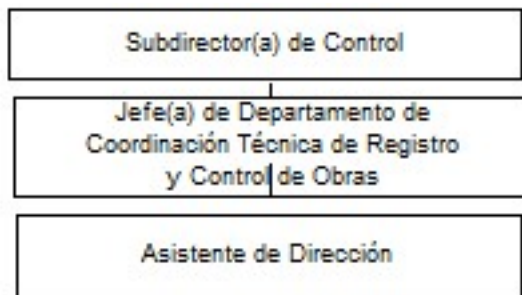 Subdirector(a) de Control
Jefe(a) de Departamento de
Coordinación Técnica de Registro
y Control de Obras
Asistente de Dirección